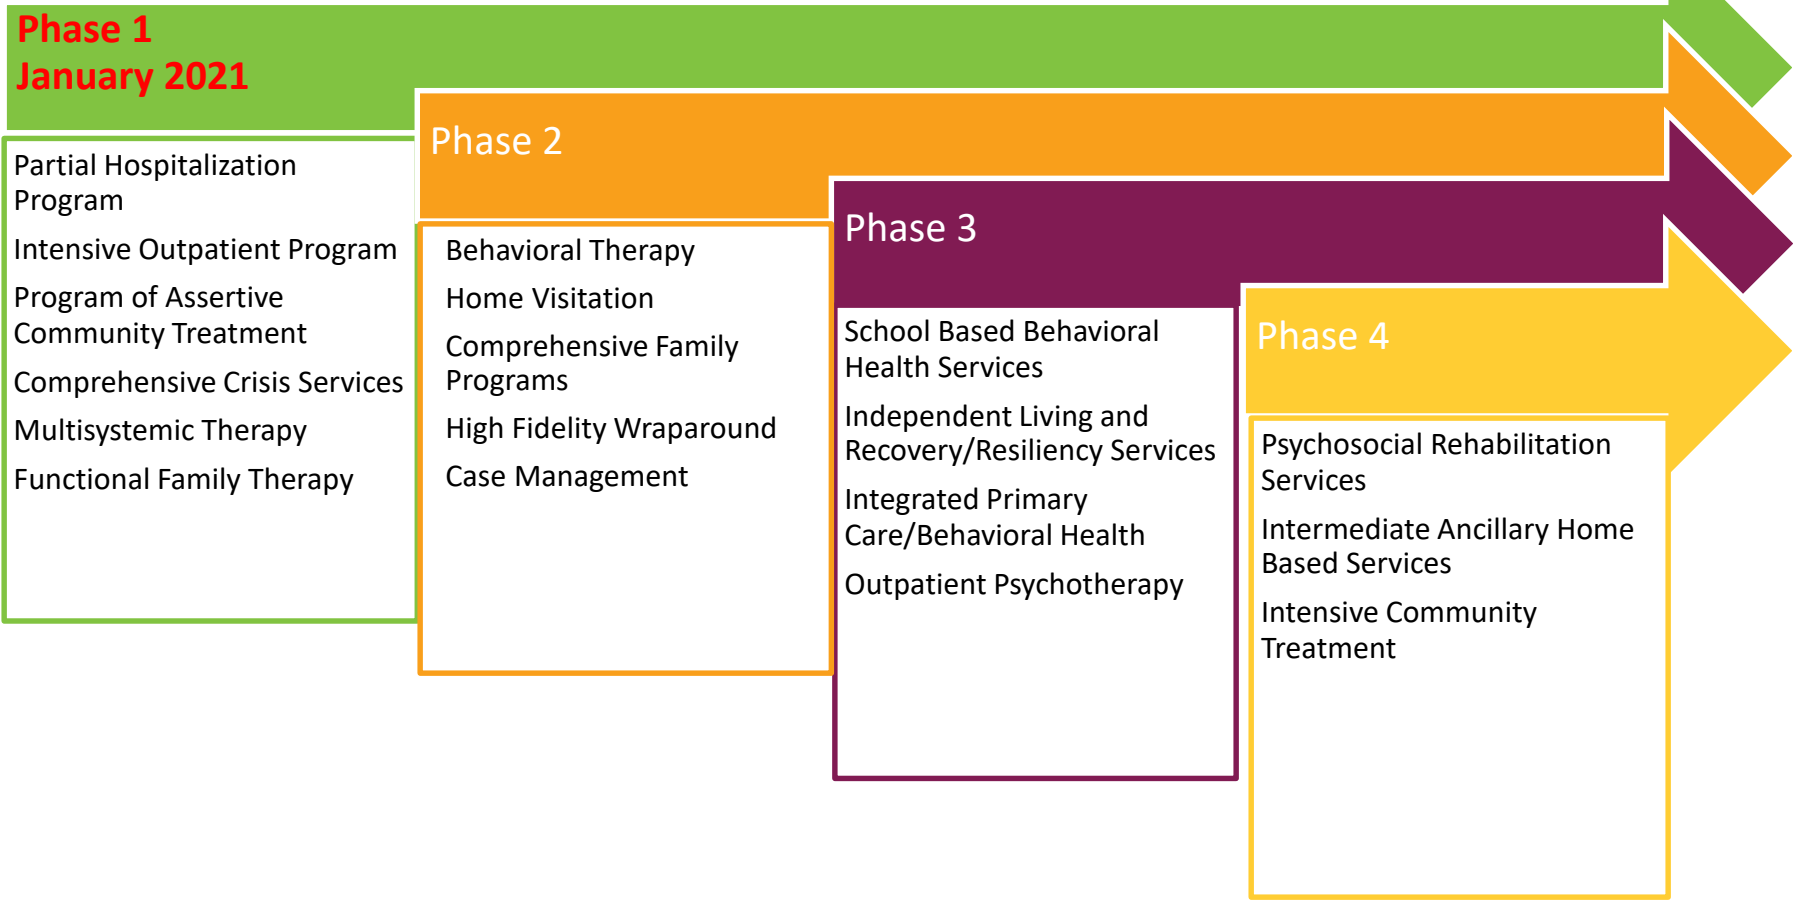 Phase 1
January 2021
Partial Hospitalization
Program
Intensive Outpatient Program
Program of Assertive
Community Treatment
Comprehensive Crisis Services
Multisystemic Therapy
Functional Family Therapy
Phase 2
Behavioral Therapy
Home Visitation
Comprehensive Family
Programs
High Fidelity Wraparound
Case Management
Phase 3
School Based Behavioral
Health Services
Independent Living and
Recovery/Resiliency Services
Integrated Primary
Care/Behavioral Health
Outpatient Psychotherapy
Phase 4
Psychosocial Rehabilitation
Services
Intermediate Ancillary Home
Based Services
Intensive Community
Treatment